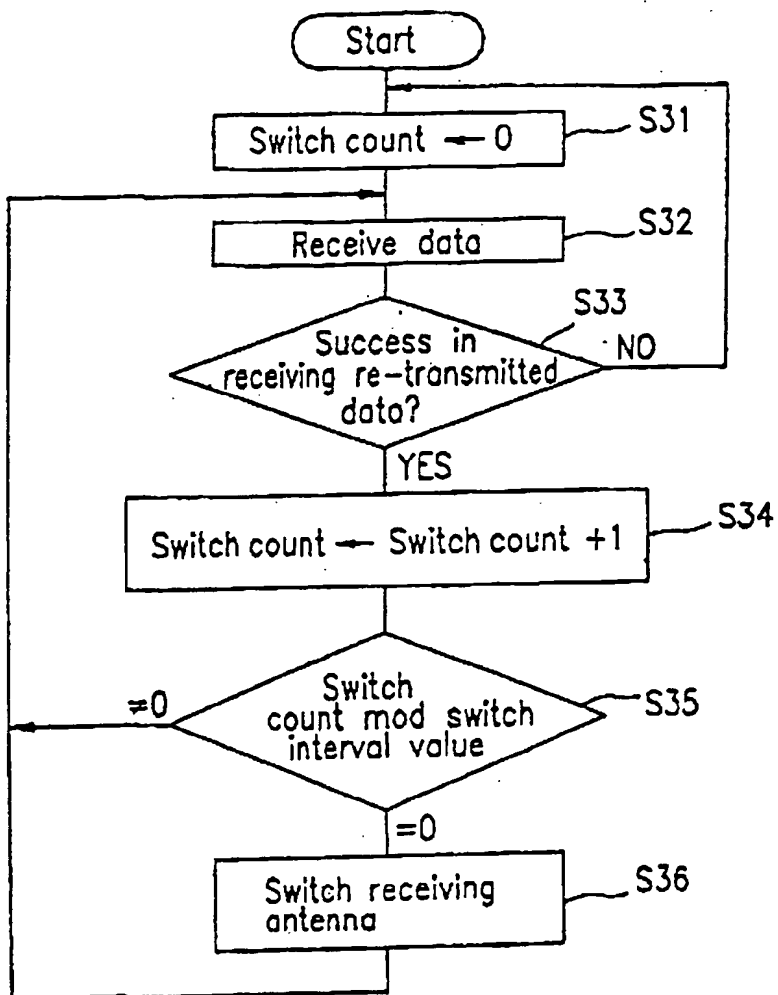 Start
Switch count ← 0
S31
Receive data
S32
S33
Success in
receiving re-transmitted
data?
NO
YES
Switch count ← Switch count +1
S34
≠0
Switch
count mod switch
interval value
S35
=0
Switch receiving
antenna
S36